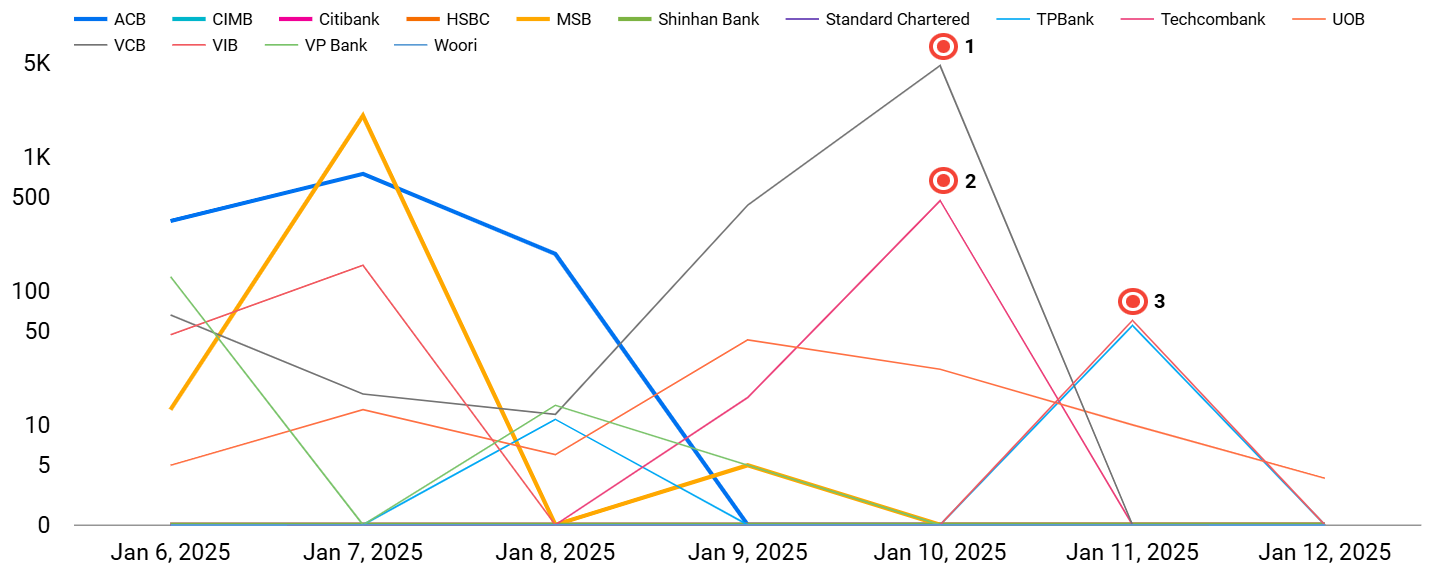 ACB CIMB Citibank HSBC MSB Shinhan Bank Standard Chartered TPBank Techcombank UOB
VCB VIB VP Bank Woori
1
5K
1K
2
500
100
3
50
10
5
0
Jan 6, 2025 Jan 7, 2025 Jan 8, 2025 Jan 9, 2025 Jan 10, 2025 Jan 11, 2025 Jan 12, 2025